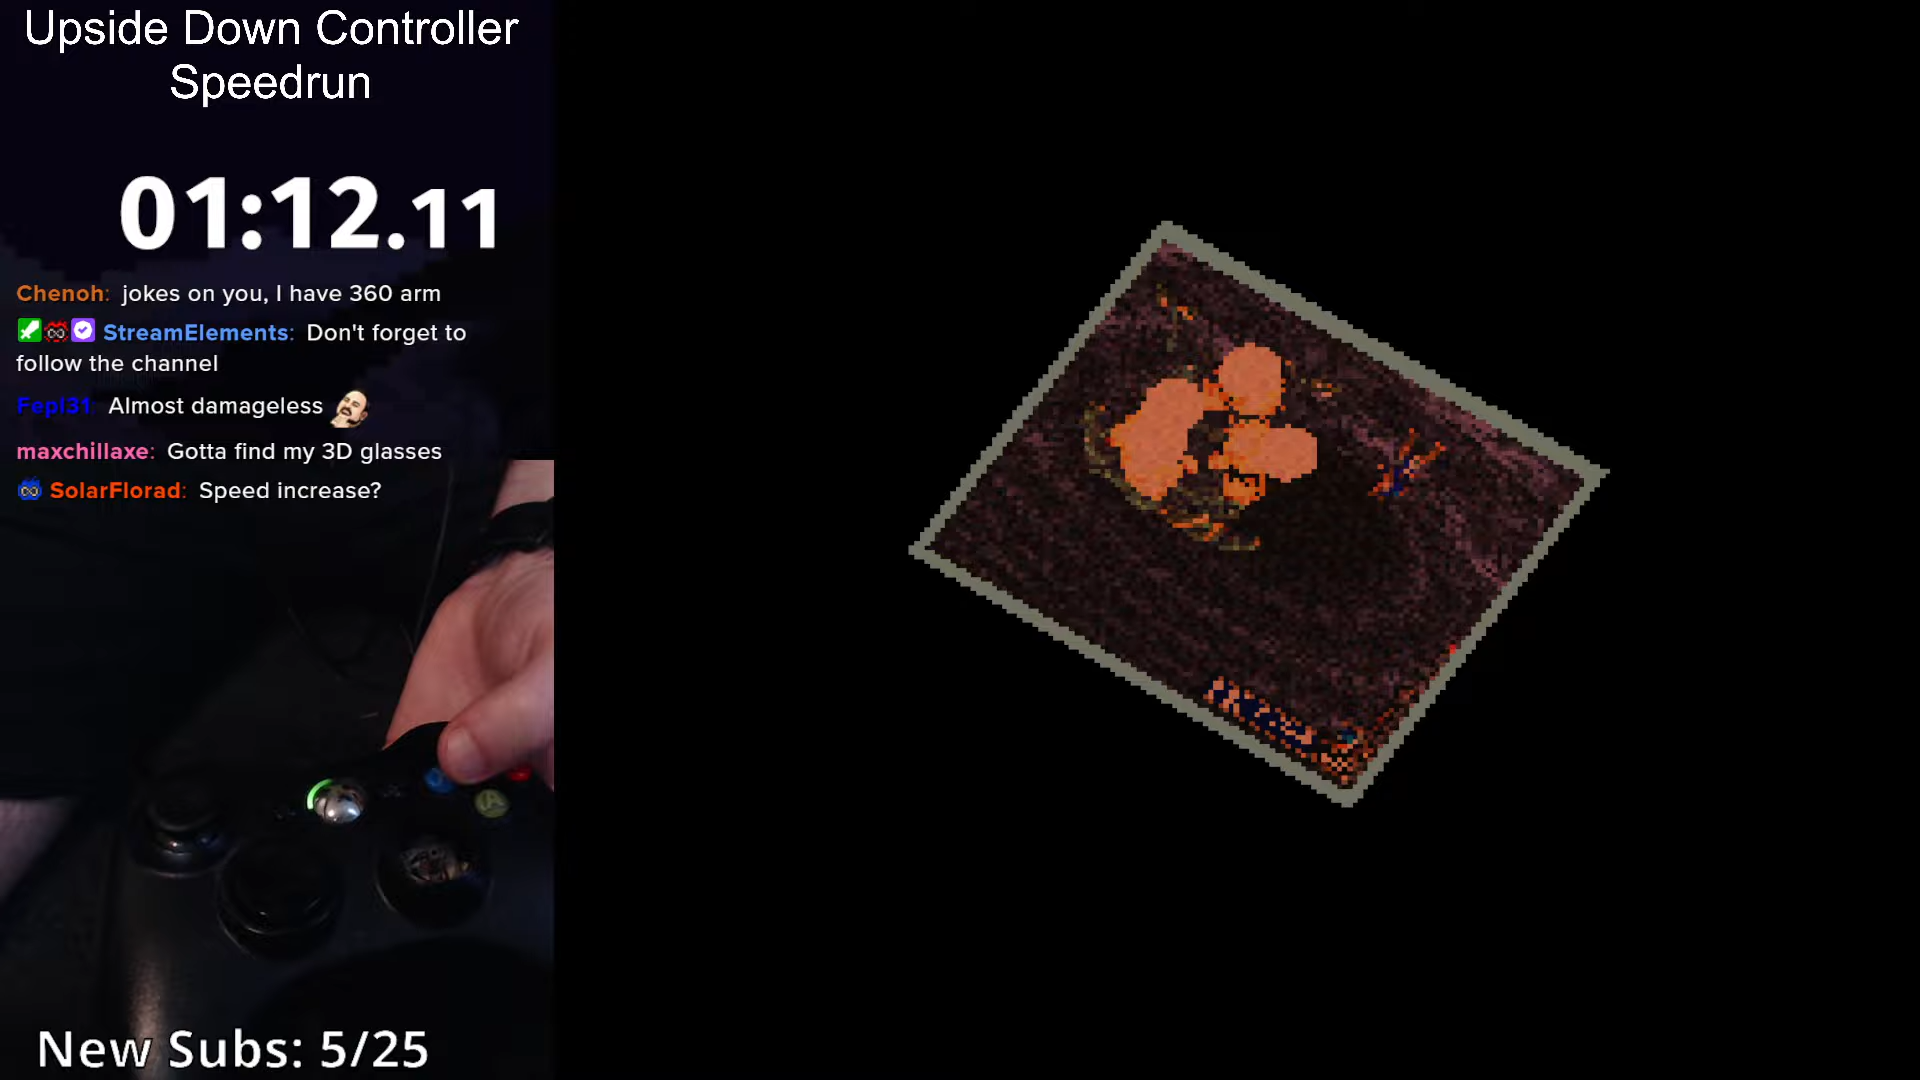 Upside Down Controller
Speedrun
01:12.11
Chenoh: jokes on you, I have 360 arm
StreamElements: Don't forget to
follow the channel
Fepl31: Almost damageless
maxchillaxe: Gotta find my 3D glasses
SolarFlorad: Speed increase?
A
New Subs: 5/25